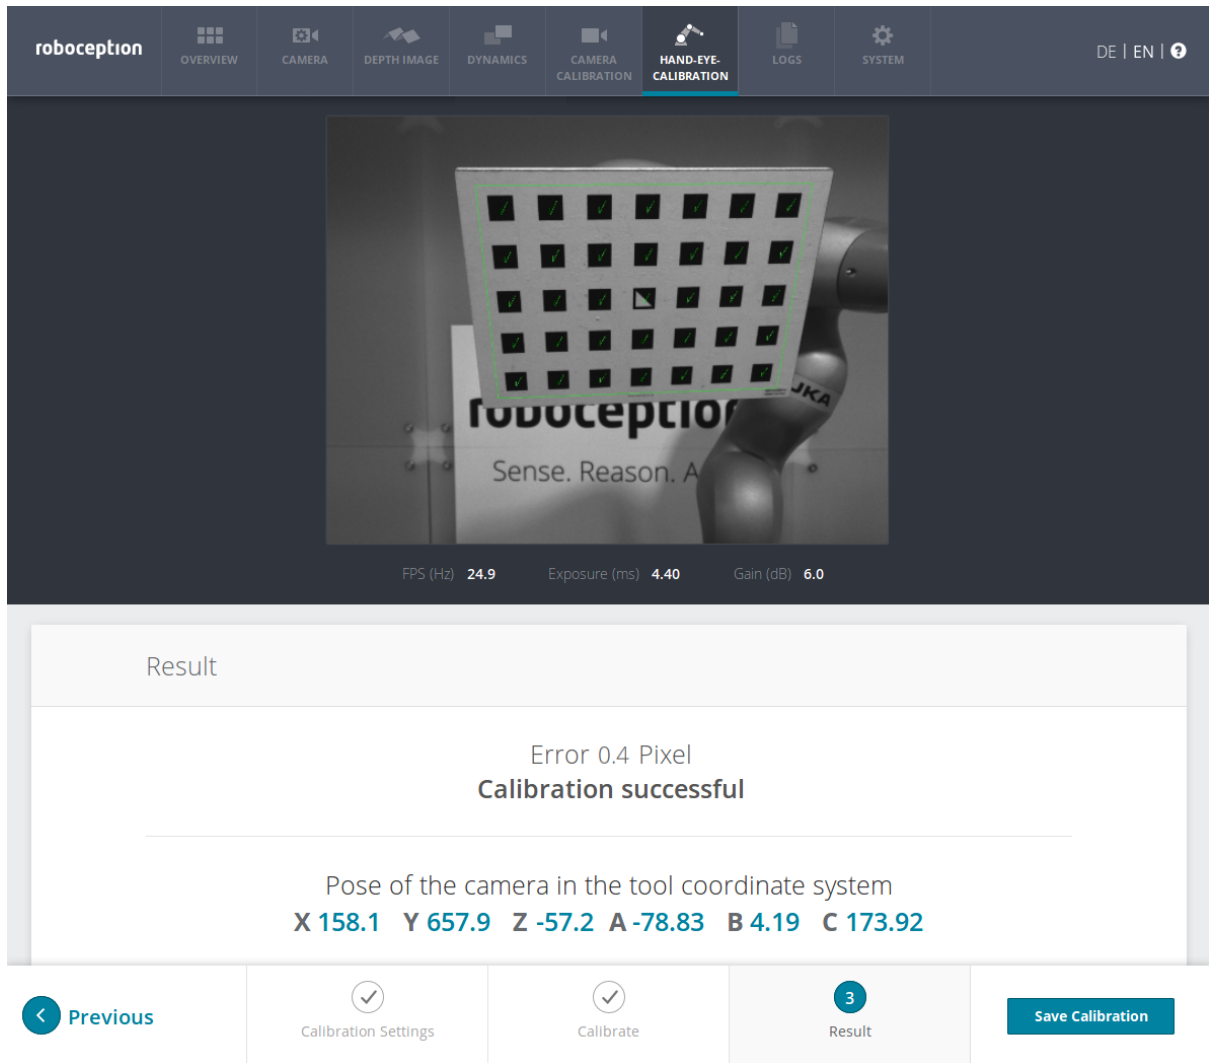 roboception
OVERVIEW
CAMERA
DEPTH IMAGE
DYNAMICS
CAMERA
CALIBRATION
HAND-EYE-
CALIBRATION
LOGS
SYSTEM
DE | EN | ?
UKA
roboception
Sense. Reason. A
FPS (Hz) 24.9 Exposure (ms) 4.40 Gain (dB) 6.0
Result
Error 0.4 Pixel
Calibration successful
Pose of the camera in the tool coordinate system
X 158.1 Y 657.9 Z -57.2 A -78.83 B 4.19 C 173.92
Previous
Calibration Settings
Calibrate
3
Result
Save Calibration